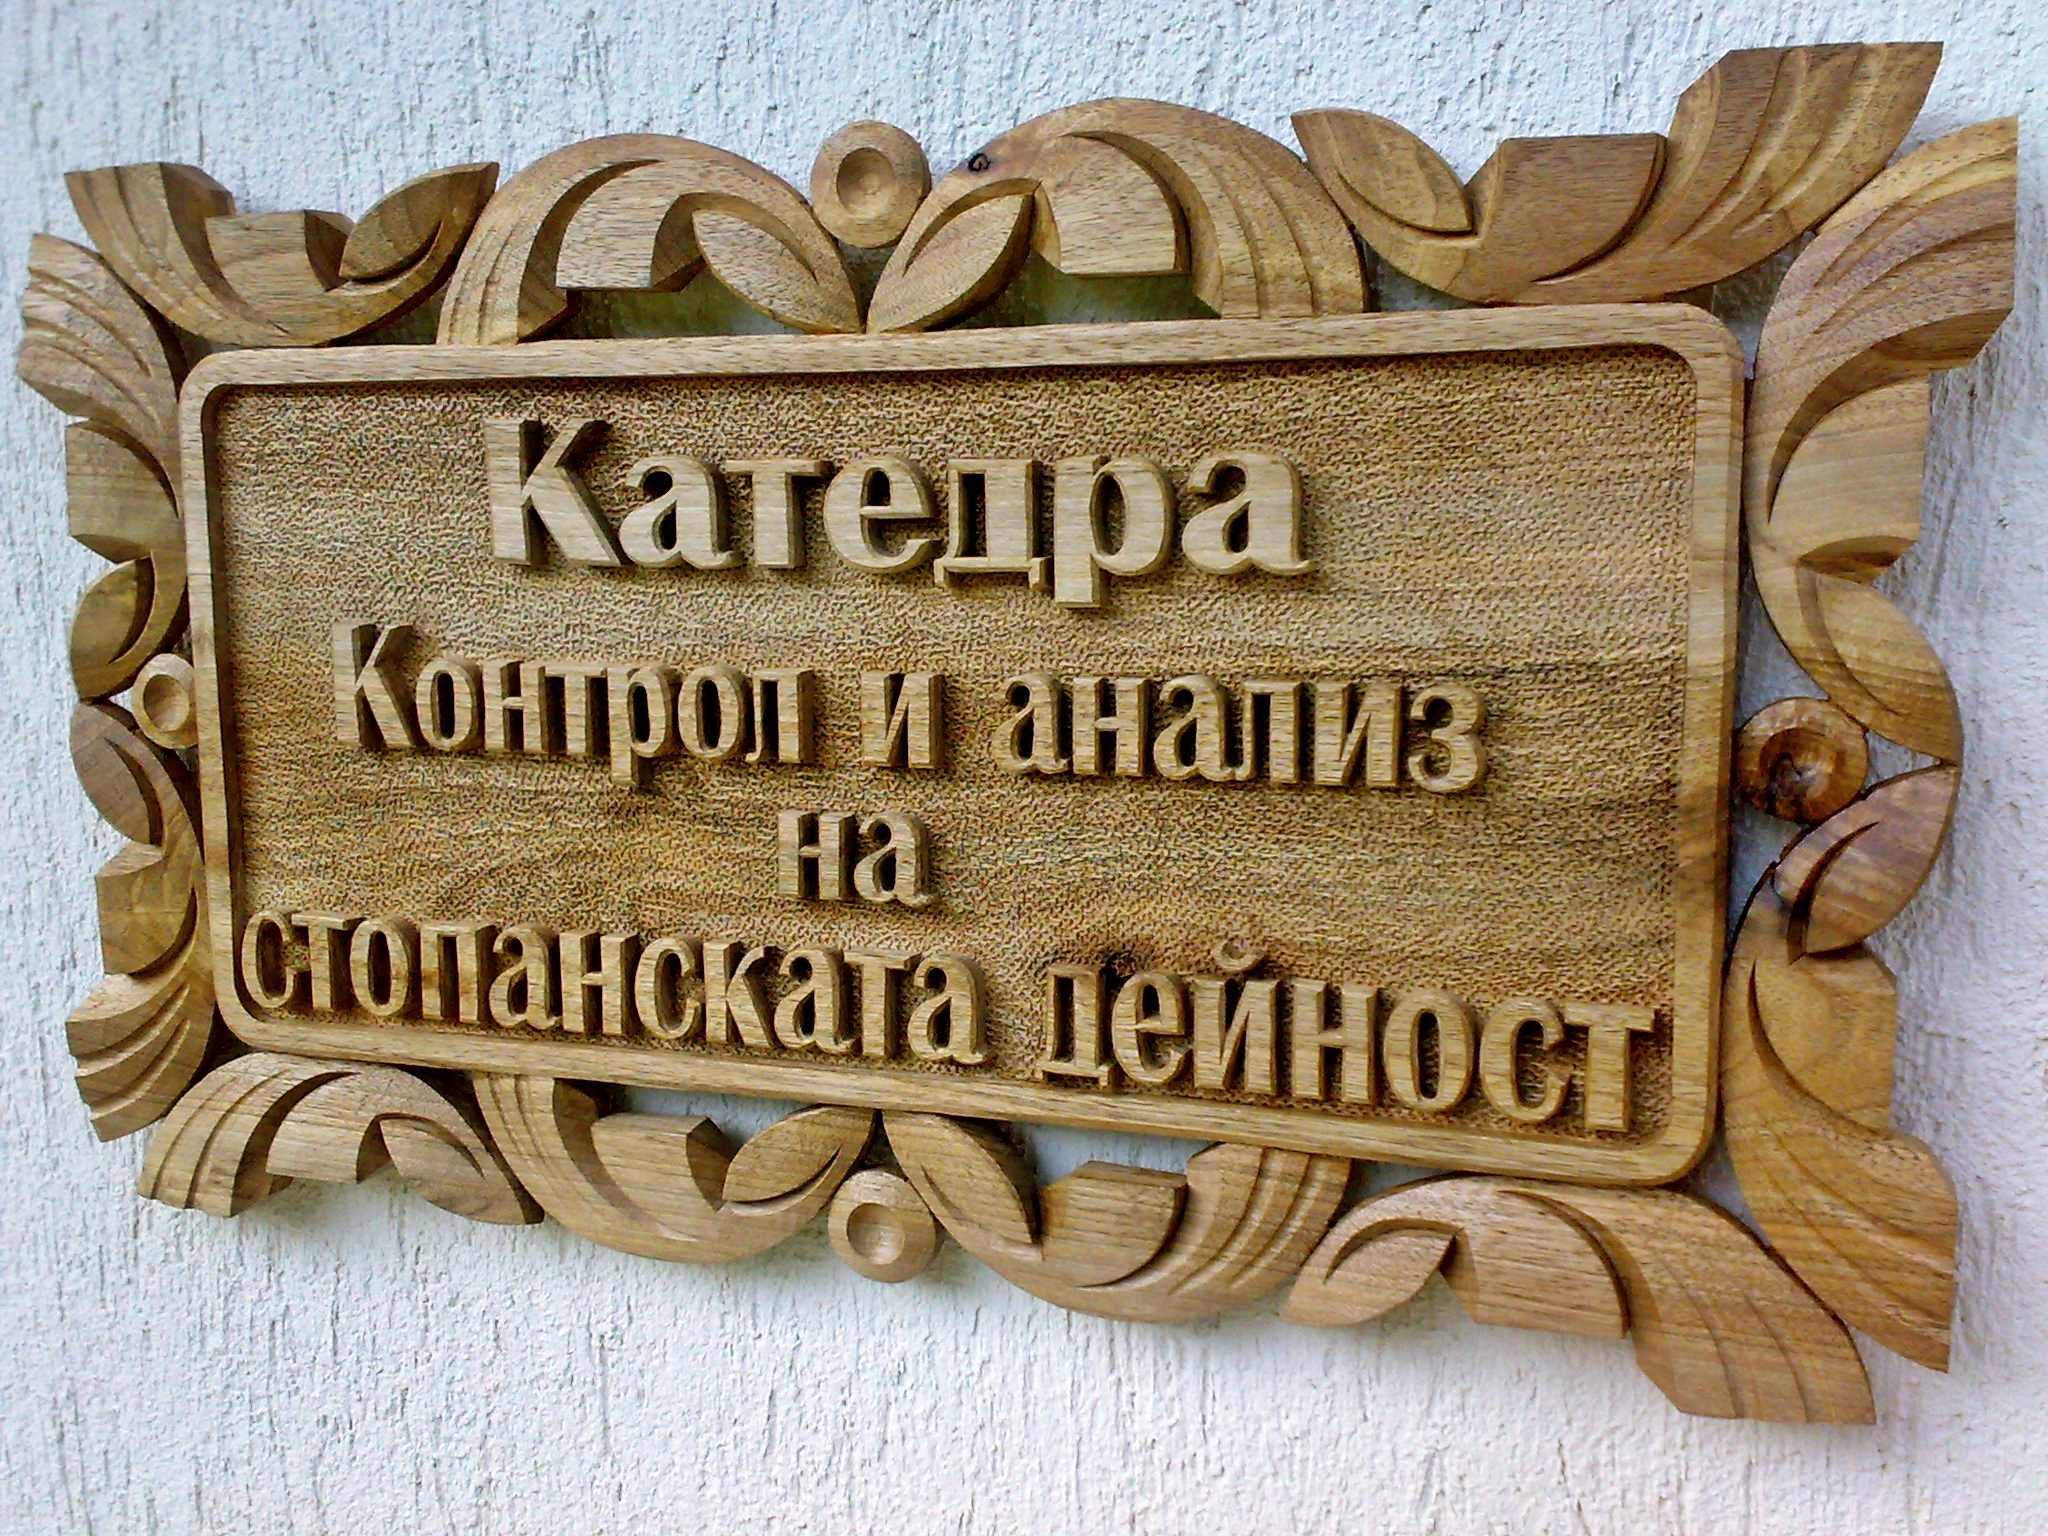 Катедра
Контрол и анализ
на
стопанската дейност